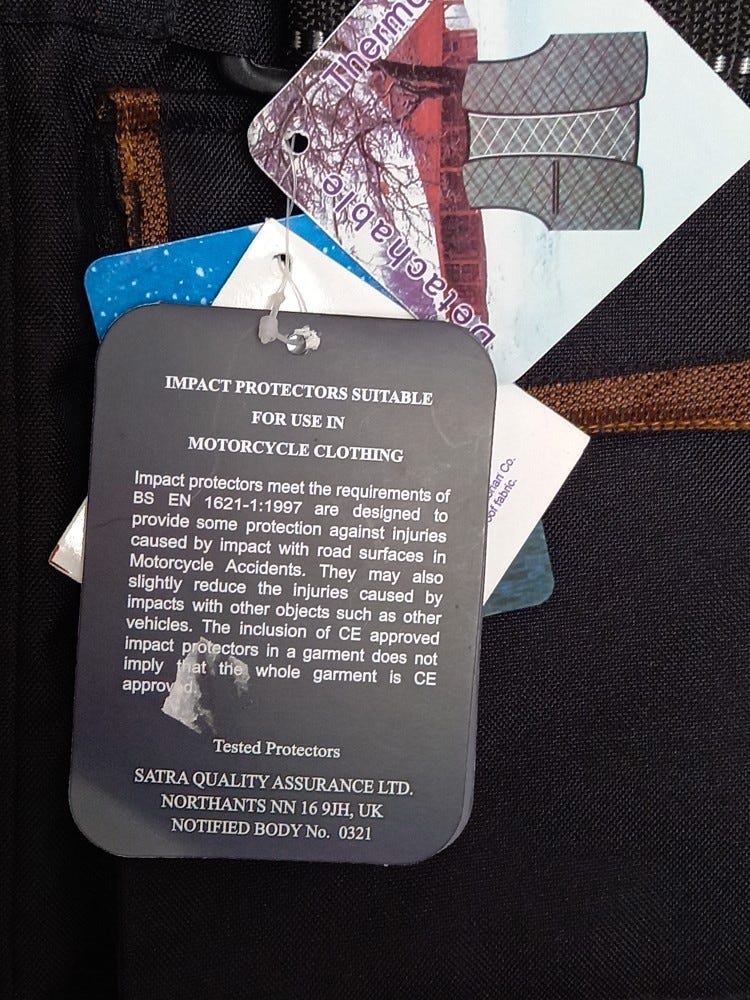 Thermo
Detachable
IMPACT PROTECTORS SUITABLE
FOR USE IN
MOTORCYCLE CLOTHING
Impact protectors meet the requirements of
BS EN 1621-1:1997 are designed to
provide some protection against injuries
caused by impact with road surfaces in
Motorcycle Accidents. They may also
slightly reduce the injuries caused by
impacts with other objects such as other
vehicles. The inclusion of CE approved
impact protectors in a garment does not
imply that the whole garment is CE
approved.
Tested Protectors
SATRA QUALITY ASSURANCE LTD.
NORTHANTS NN 16 9JH, UK
NOTIFIED BODY No. 0321
Co.
fabric.